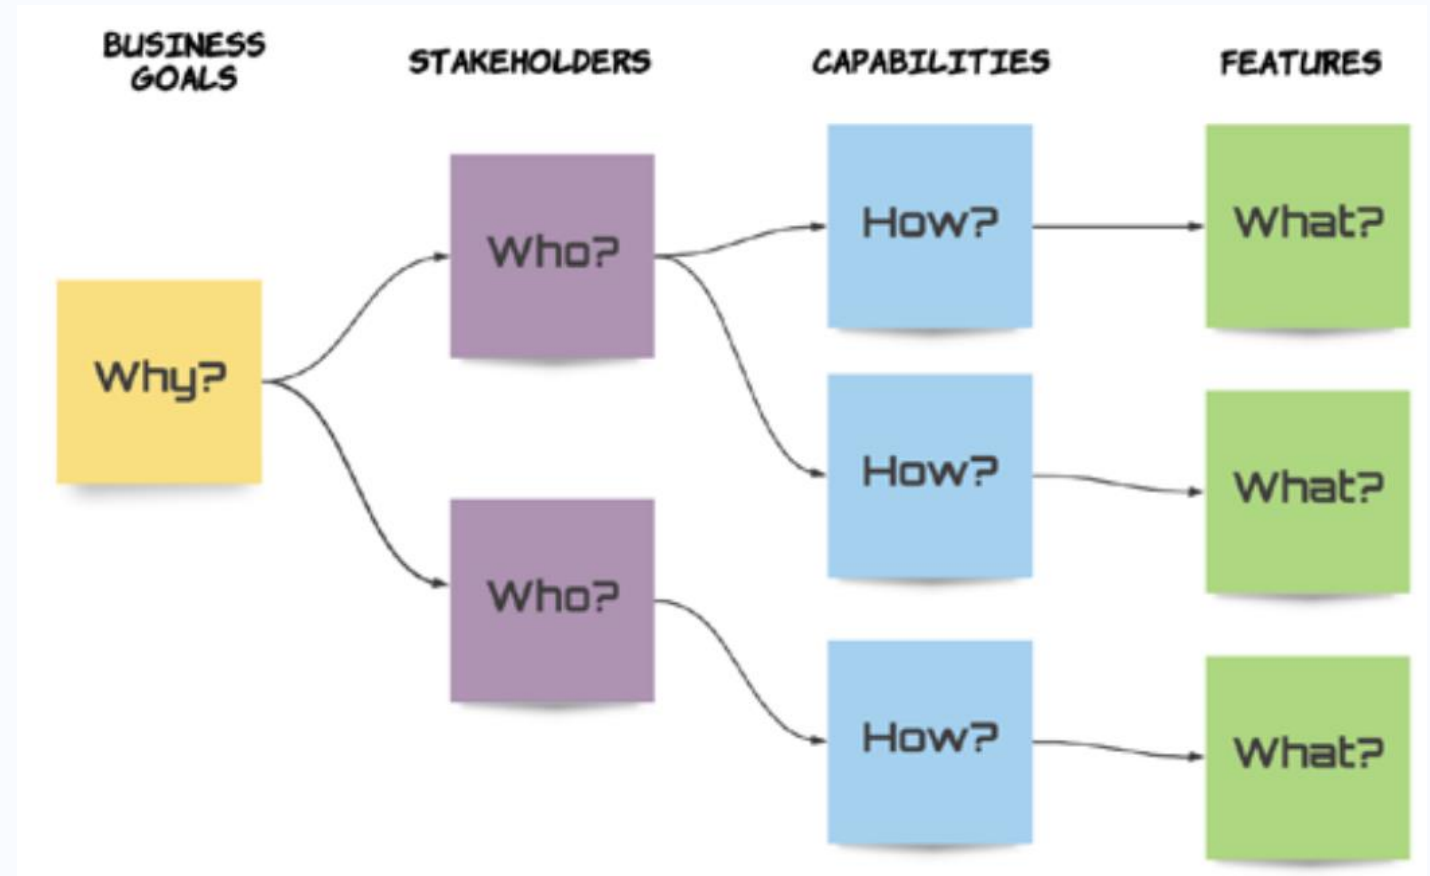 BUSINESS
GOALS
STAKEHOLDERS
CAPABILITIES
FEATURES
Why?
Who?
Who?
How?
How?
How?
What?
What?
What?